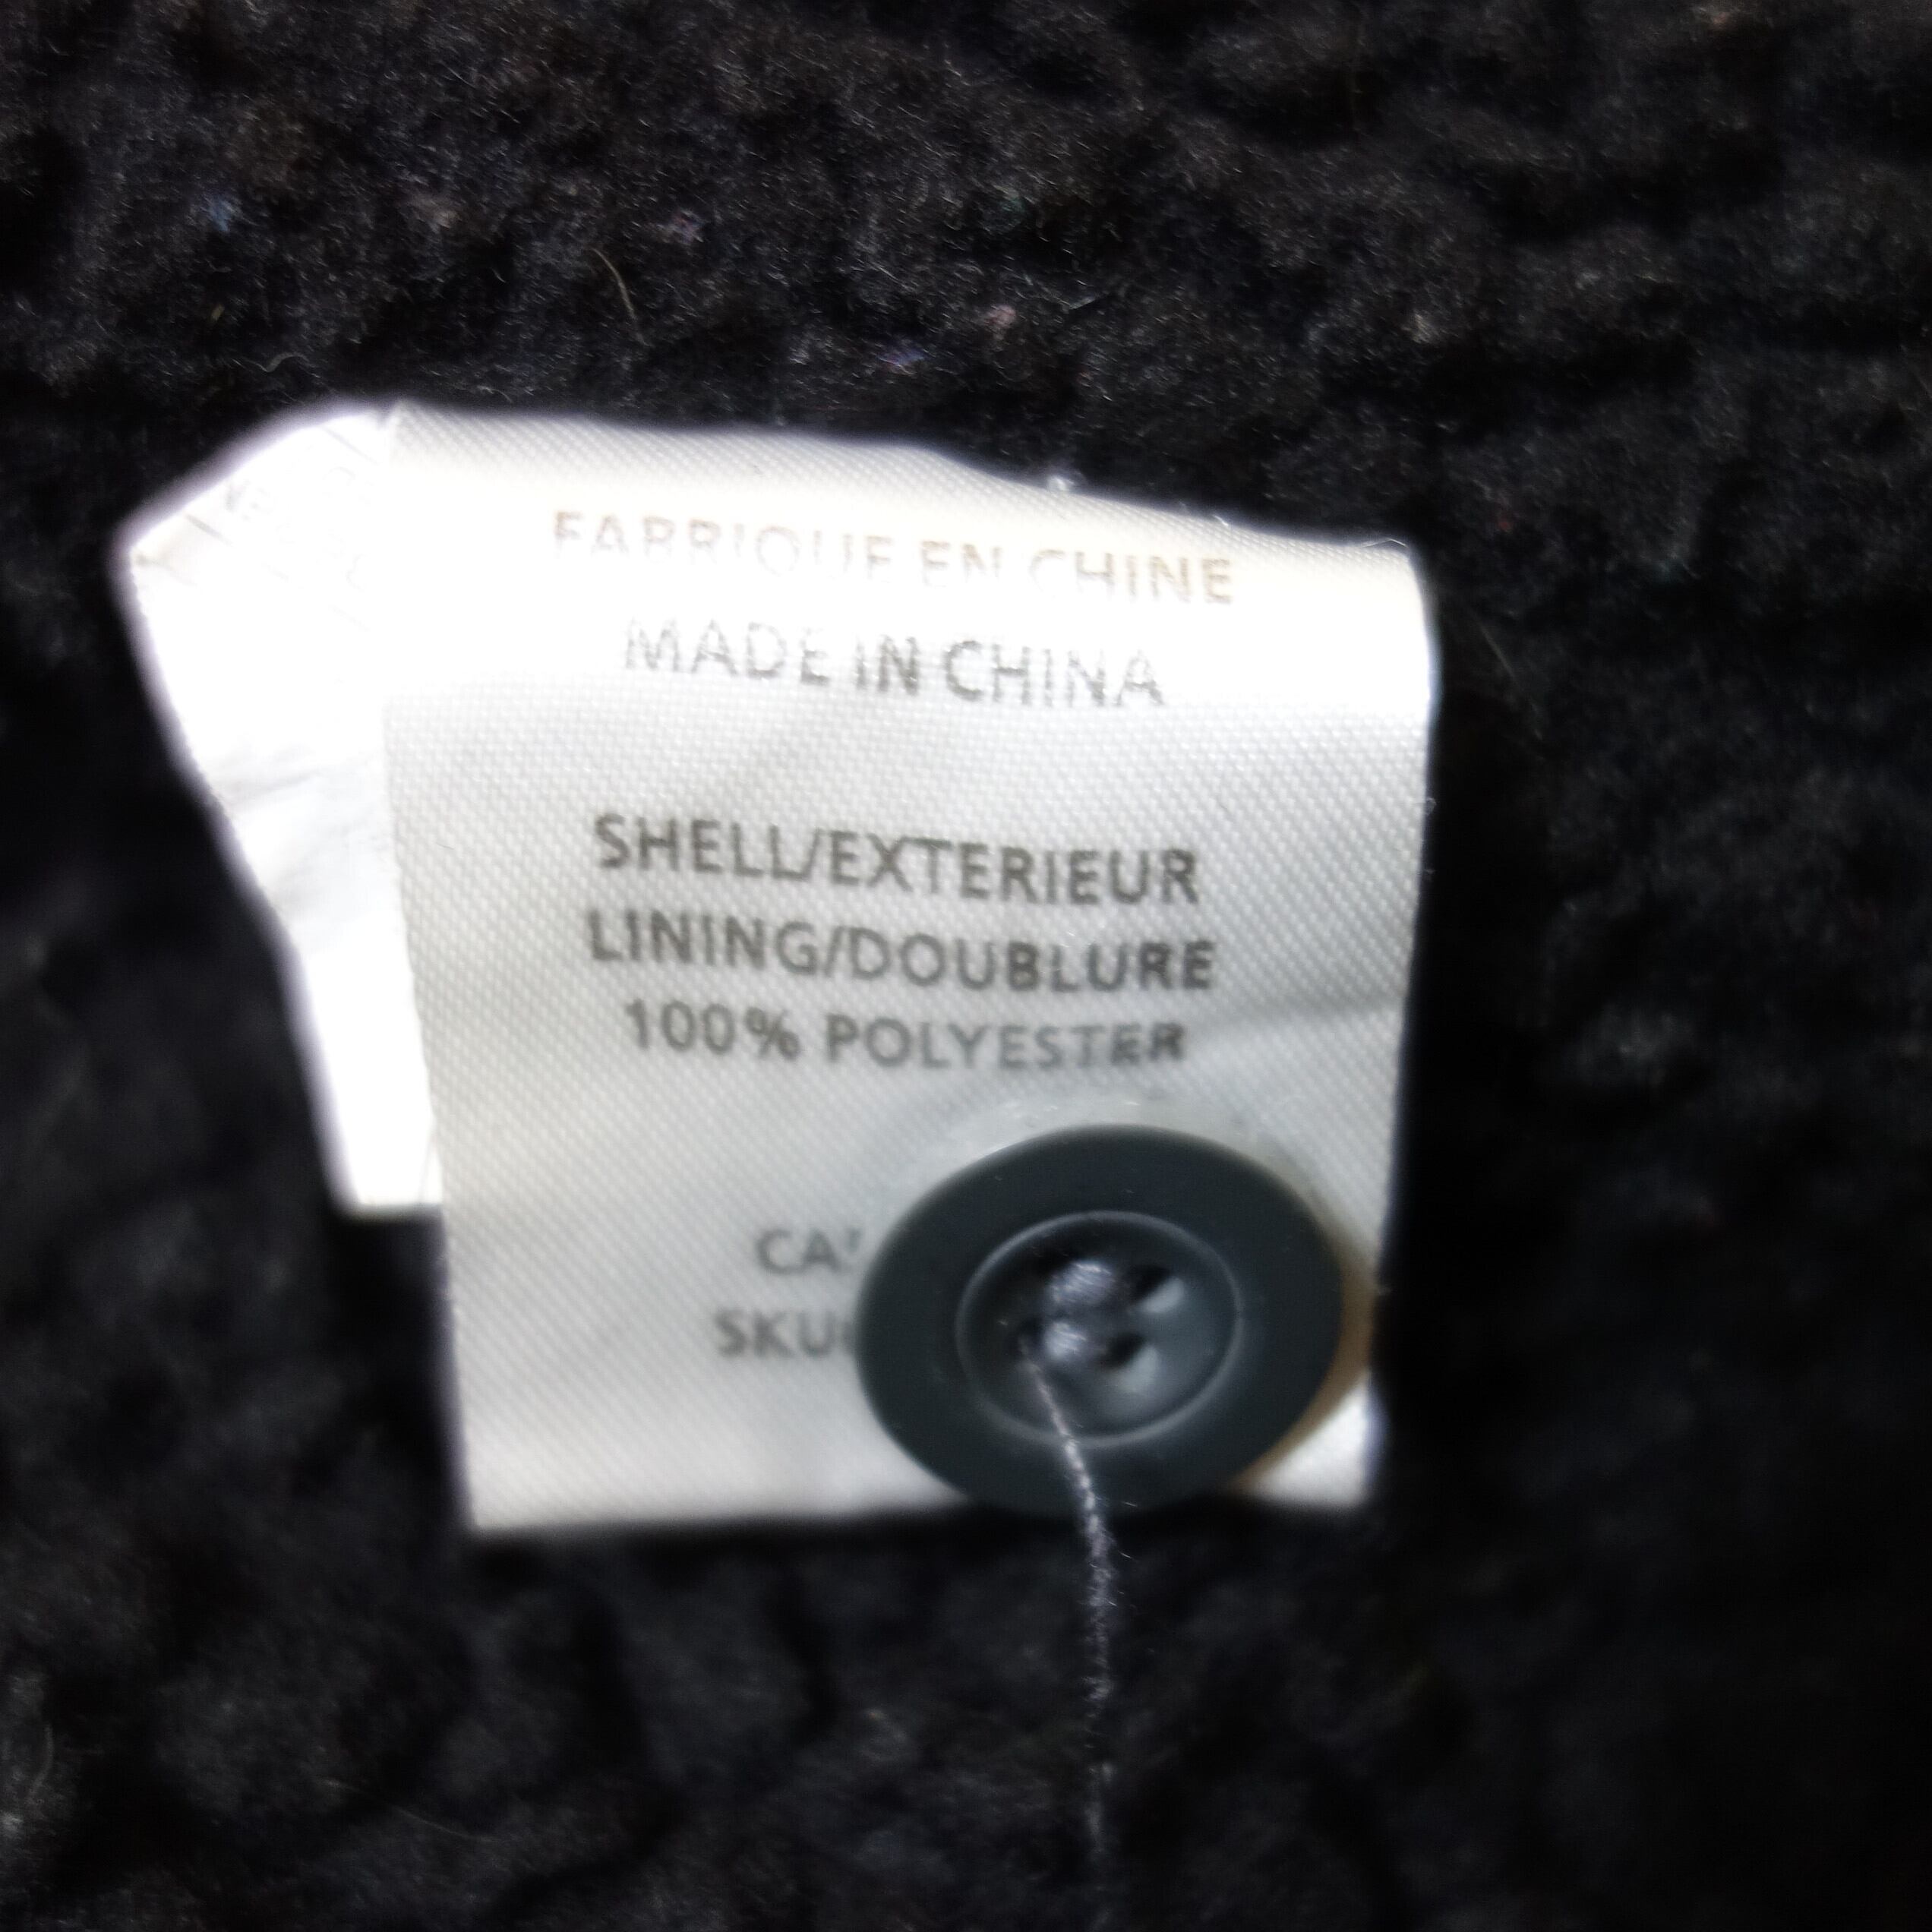 FABRIQUE EN CHINE
MADE IN CHINA
SHELL/EXTERIEUR
LINING/DOUBLURE
100% POLYESTER